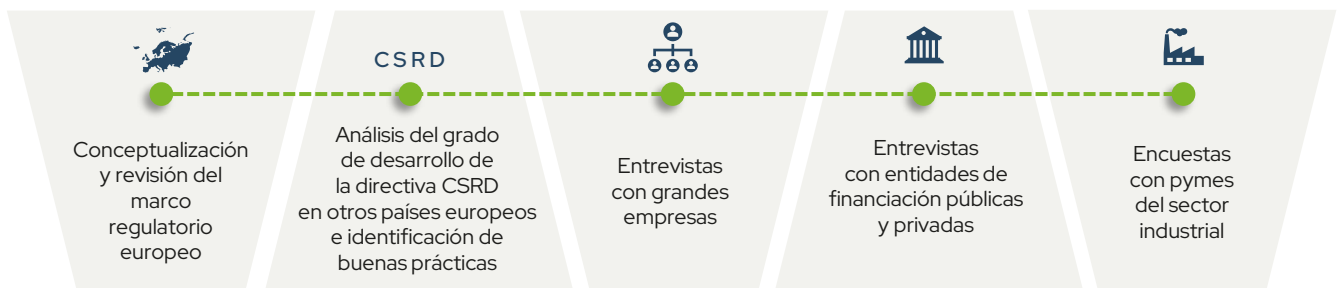 Conceptualización
y revisión del
marco
regulatorio
europeo
CSRD
Análisis del grado
de desarrollo de
la directiva CSRD
en otros países europeos
e identificación de
buenas prácticas
Entrevistas
con grandes
empresas
Entrevistas
con entidades de
financiación públicas
y privadas
Encuestas
con pymes
del sector
industrial